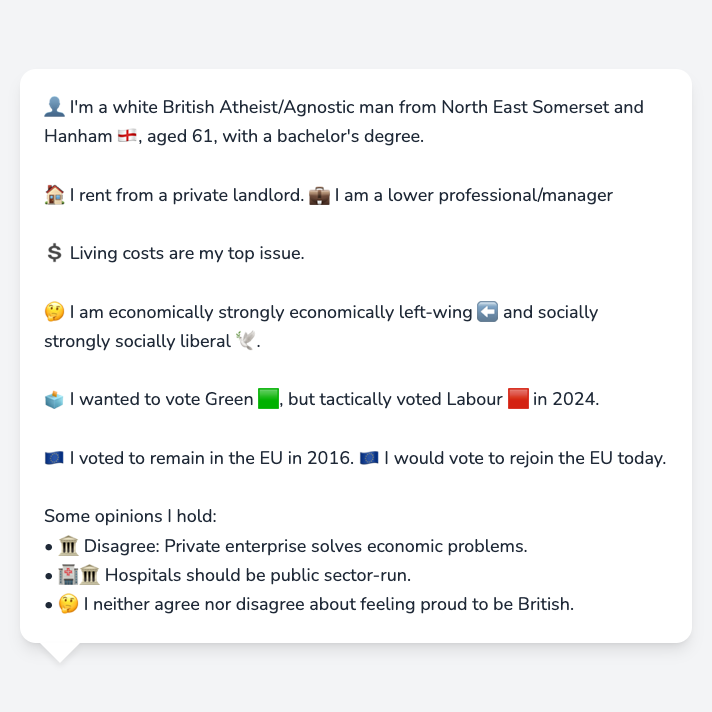 👤 I'm a white British Atheist/Agnostic man from North East Somerset and
Hanham 🏴󠁧󠁢󠁥󠁮󠁧󠁿, aged 61, with a bachelor's degree.
🏠 I rent from a private landlord. 💼 I am a lower professional/manager
💲 Living costs are my top issue.
🤔 I am economically strongly economically left-wing ⬅️ and socially
strongly socially liberal 🕊️.
🗳️ I wanted to vote Green 🟩, but tactically voted Labour 🟥 in 2024.
🇪🇺 I voted to remain in the EU in 2016. 🇪🇺 I would vote to rejoin the EU today.
Some opinions I hold:
• 🏛️ Disagree: Private enterprise solves economic problems.
• 🏥🏛️ Hospitals should be public sector-run.
• 🤔 I neither agree nor disagree about feeling proud to be British.